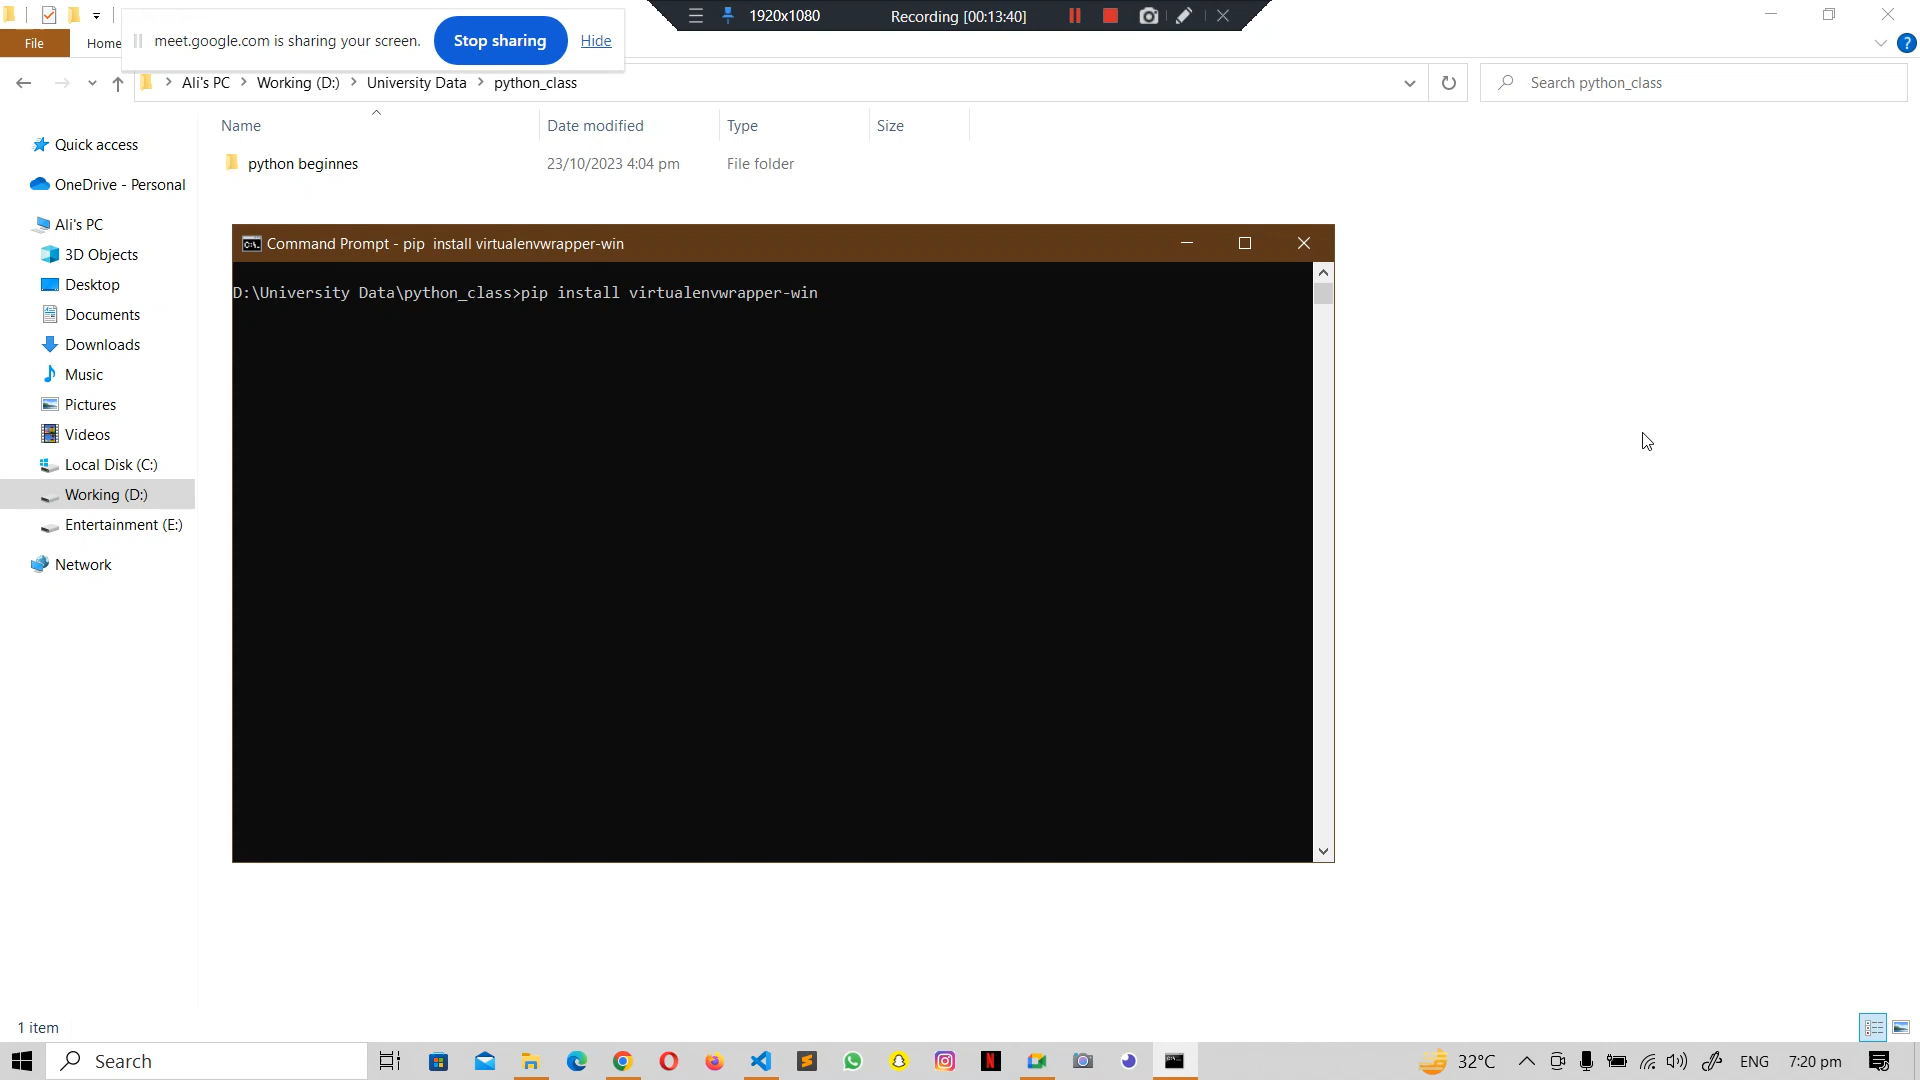 1920x1080
Recording [00:13:40]
meet.google.com is sharing your screen.
Stop sharing
Hide
File
Home
Ali's PC
Working (D:)
University Data
python_class
Search python_class
Name
Date modified
Type
Size
python beginnes
23/10/2023 4:04 pm
File folder
Quick access
OneDrive - Personal
Ali's PC
3D Objects
Desktop
Documents
Downloads
Music
Pictures
Videos
Local Disk (C:)
Working (D:)
Entertainment (E:)
Network
Command Prompt - pip  install virtualenvwrapper-win
D:\University Data\python_class>pip install virtualenvwrapper-win
1 item
Search
32°C
ENG
7:20 pm